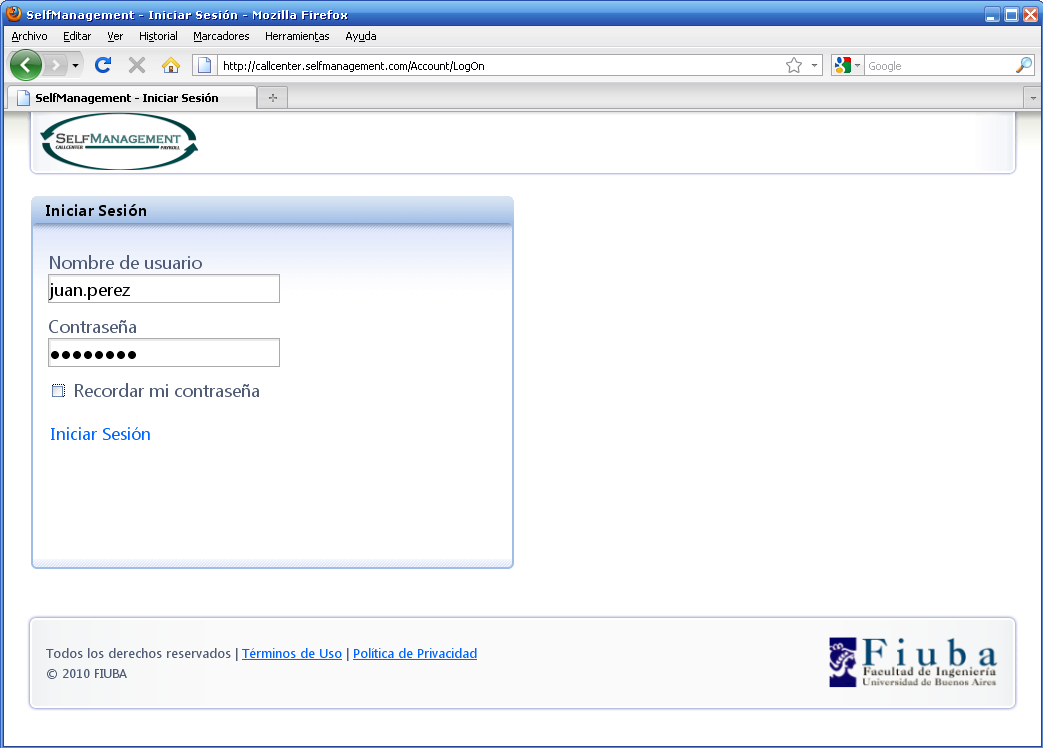 SelfManagement - Iniciar Sesión - Mozilla Firefox
Archivo Editar Ver Historial Marcadores Herramientas Ayuda
http://callcenter.selfmanagement.com/Account/LogOn Google
SelfManagement - Iniciar Sesión
SELFMANAGEMENT
CALLCENTER PAYROLL
Iniciar Sesión
Nombre de usuario
juan.perez
Contraseña
●●●●●●●●
Recordar mi contraseña
Iniciar Sesión
Todos los derechos reservados | Términos de Uso | Política de Privacidad
© 2010 FIUBA
Fiuba
Facultad de Ingeniería
Universidad de Buenos Aires